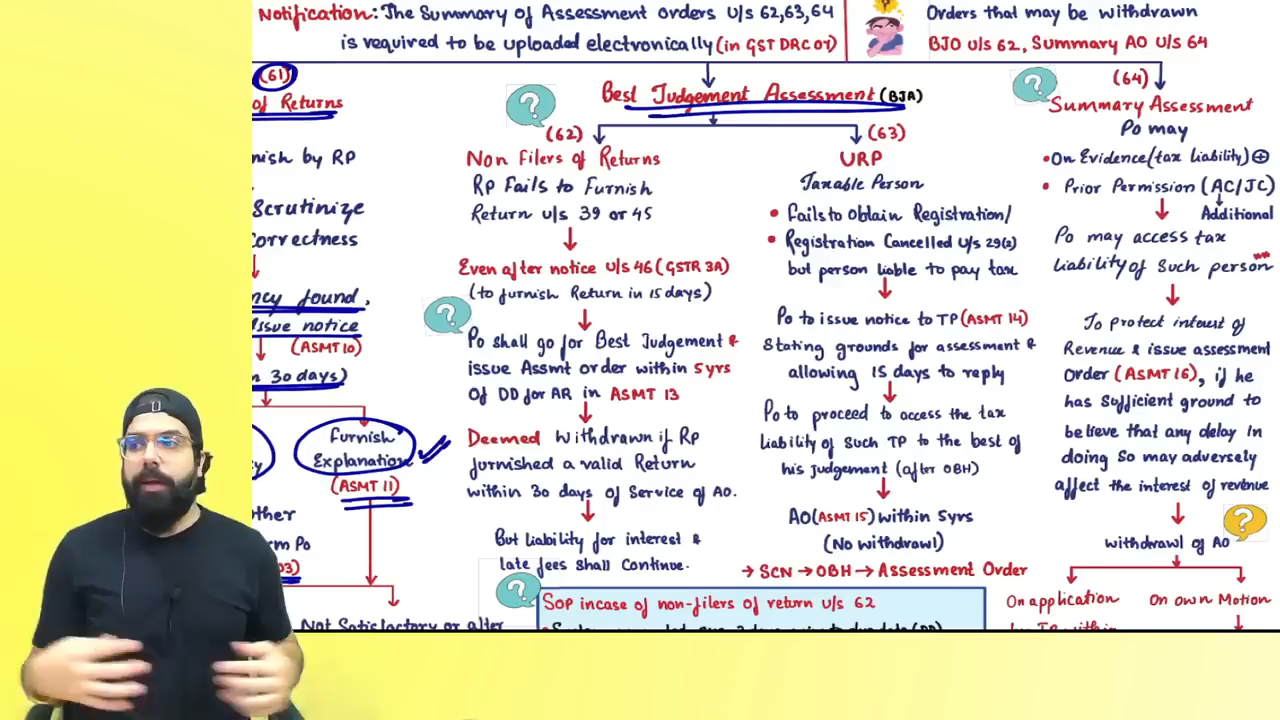 Notification: The Summary of Assessment orders u/s 62,63,64
is required to be uploaded electronically (in GST DRC 07)
Orders that may be withdrawn
BJO u/s 62, Summary AO U/s 64
(61)
of Returns
nish by RP
Scrutinize
correctness
ncy found,
Issue notice
(ASMT 10)
n 30 days)
Furnish
Explanation
(ASMT 11)
ther
rm Po
03)
Not Satisfactory or after
Best Judgement Assessment (BJA)
(62)
Non Filers of Returns
RP Fails to Furnish
Return u/s 39 or 45
Even after notice u/s 46 (GSTR 3A)
(to furnish Return in 15 days)
Po shall go for Best Judgement &
issue Assmt order within 5yrs
of DD for AR in ASMT 13
Deemed withdrawn if RP
furnished a valid Return
within 30 days of Service of AO.
But liability for interest &
late fees shall Continue.
SOP incase of non-filers of return u/s 62
(63)
URP
Taxable Person
• Fails to Obtain Registration/
• Registration Cancelled u/s 29(2)
but person liable to pay tax
Po to issue notice to TP (ASMT 14)
Stating grounds for assessment &
allowing 15 days to reply
Po to proceed to access the tax
liability of Such TP to the best of
his judgement (after OBH)
AO (ASMT 15) within 5yrs
(No withdrawl)
→ SCN → OBH → Assessment Order
(64)
Summary Assessment
Po may
• On Evidence (tax liability) ⊕
• Prior Permission (AC/JC)
Additional
Po may access tax
liability of Such person**
To protect interest of
Revenue & issue assessment
Order (ASMT 16), if he
has Sufficient ground to
believe that any delay in
doing So may adversely
affect the interest of revenue
withdrawl of AO
On application
On own Motion